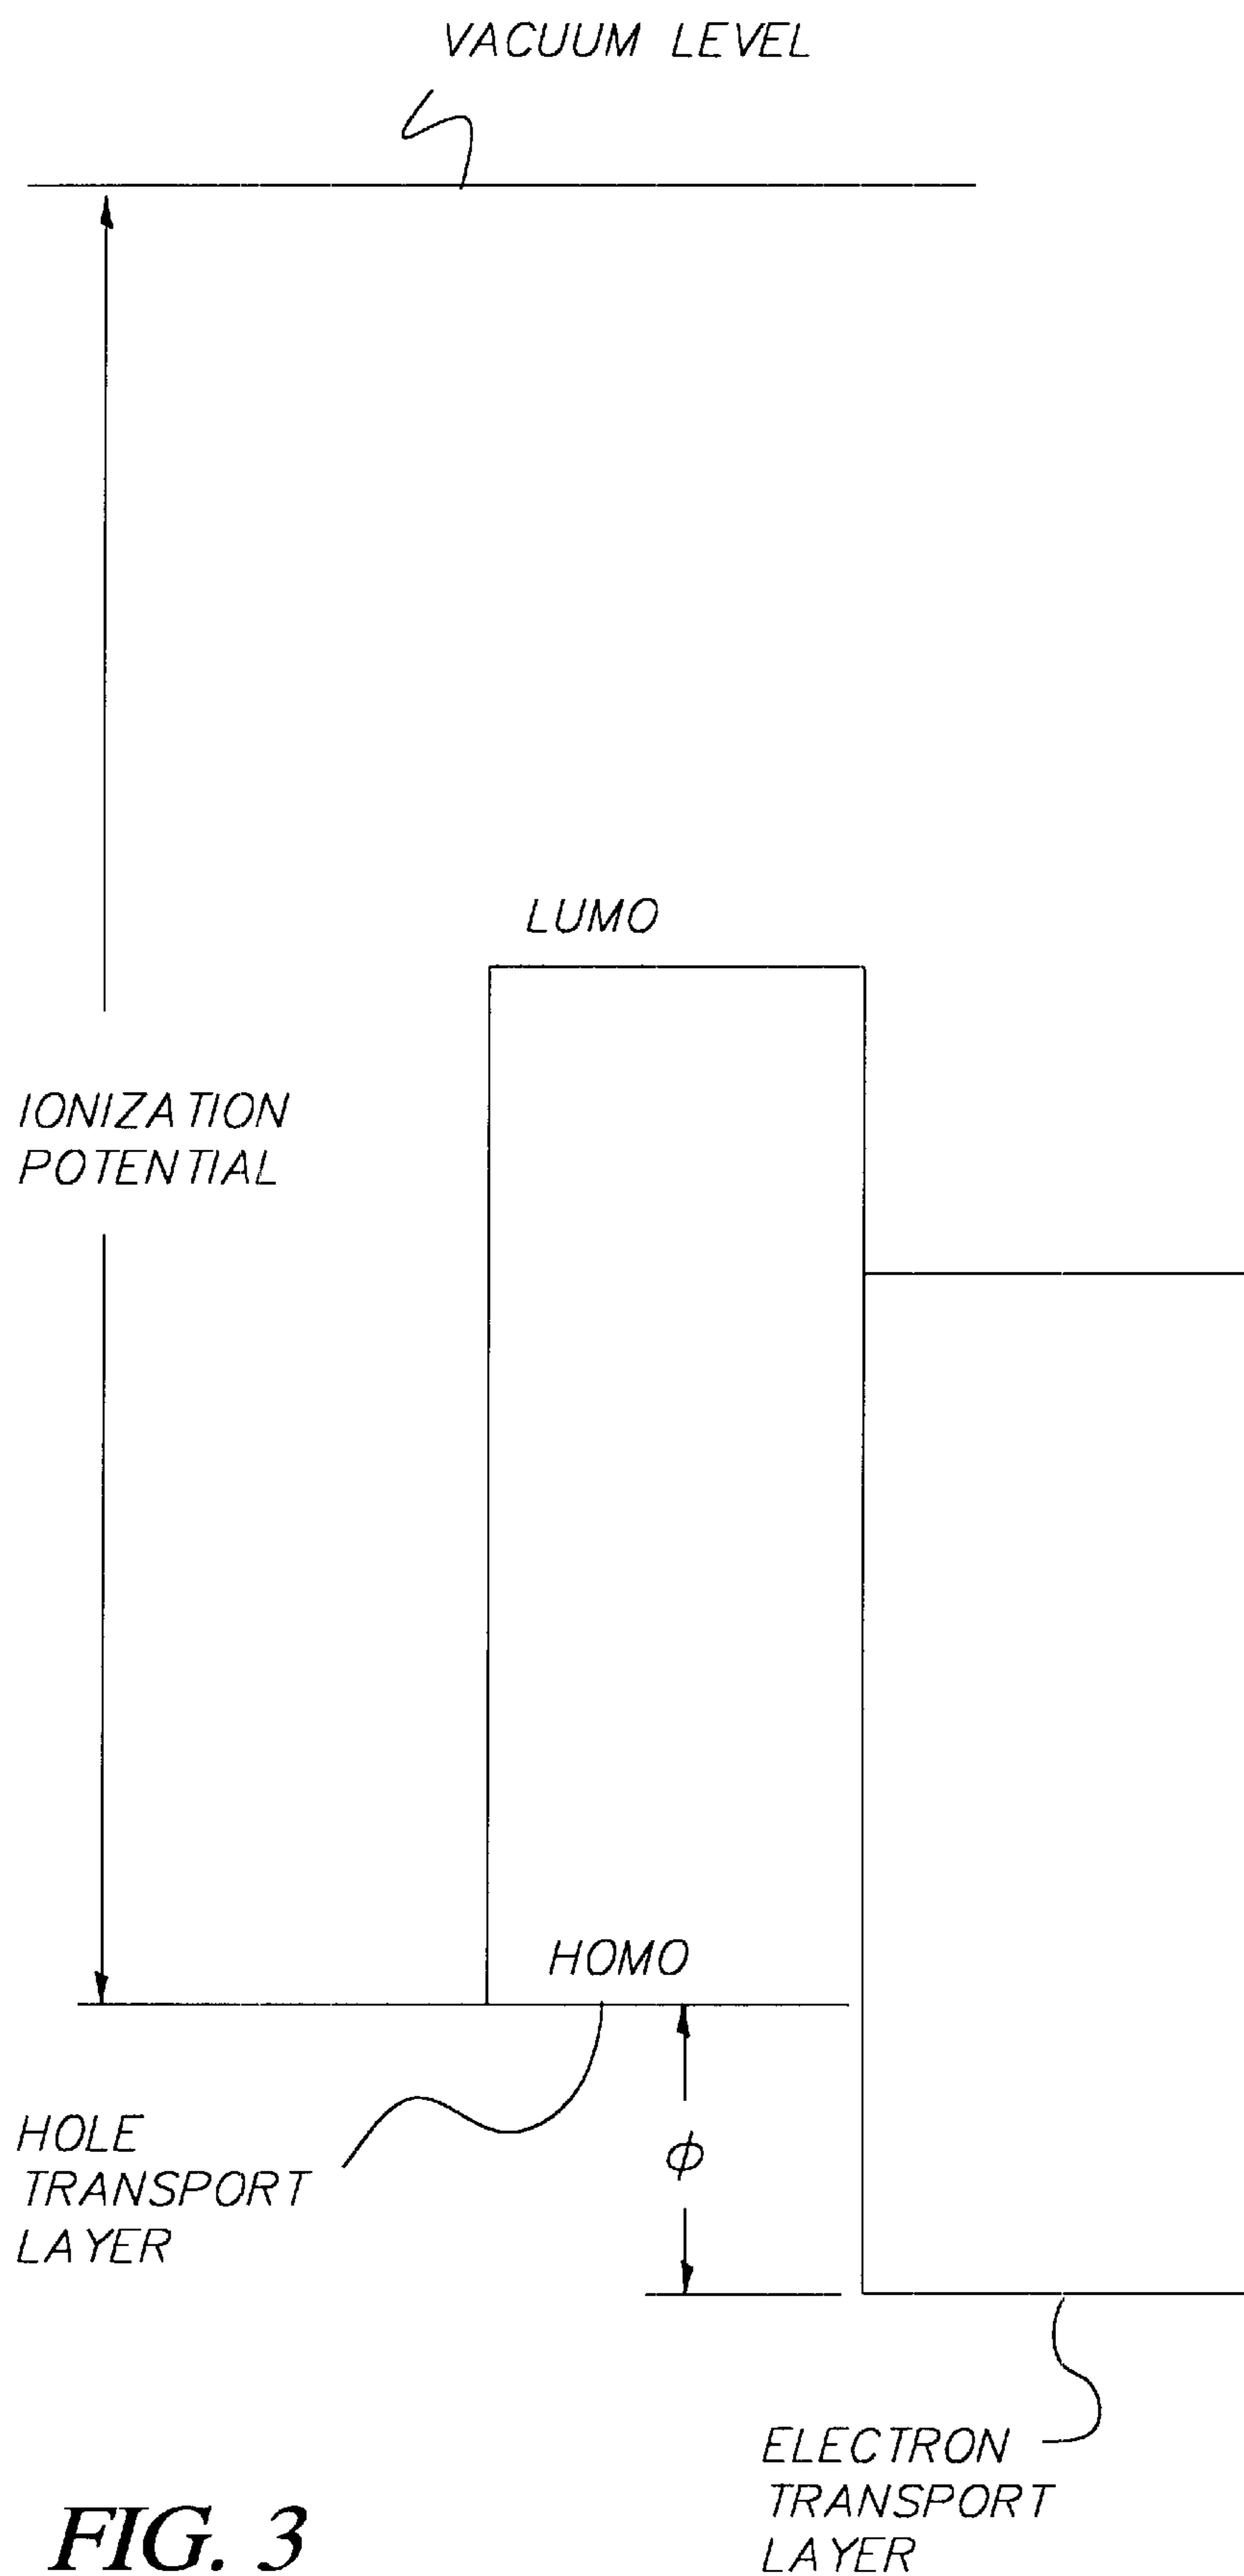 VACUUM LEVEL
LUMO
IONIZATION
POTENTIAL
HOMO
HOLE
TRANSPORT
LAYER
ϕ
ELECTRON
TRANSPORT
LAYER
FIG. 3